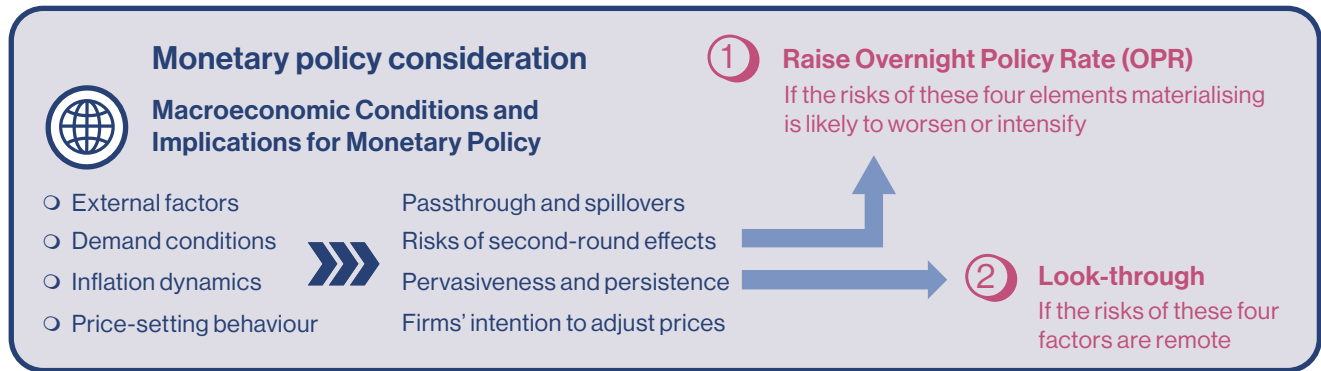 Monetary policy consideration
Macroeconomic Conditions and
Implications for Monetary Policy
External factors
Demand conditions
Inflation dynamics
Price-setting behaviour
Passthrough and spillovers
Risks of second-round effects
Pervasiveness and persistence
Firms' intention to adjust prices
1
Raise Overnight Policy Rate (OPR)
If the risks of these four elements materialising
is likely to worsen or intensify
2
Look-through
If the risks of these four
factors are remote